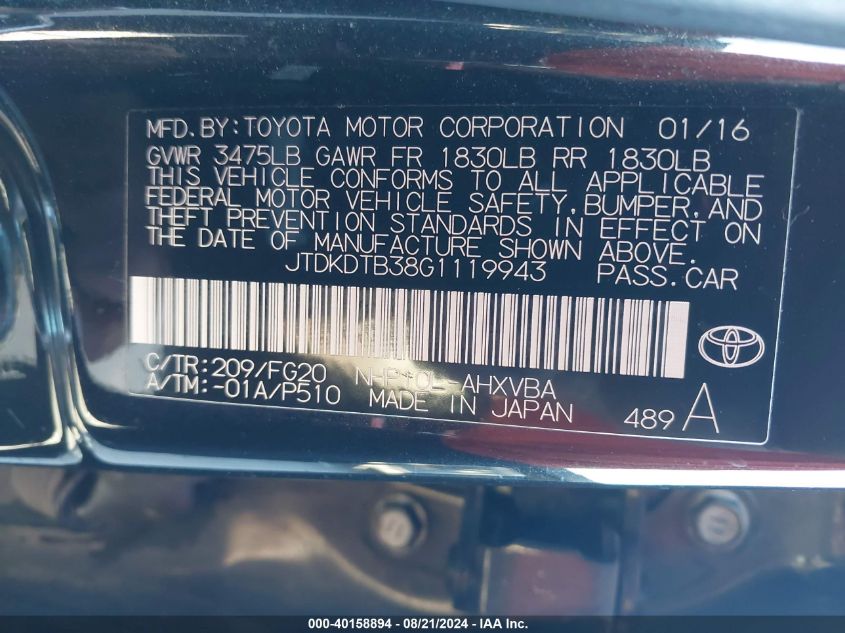 MFD. BY: TOYOTA MOTOR CORPORATION 01/16
GVWR 3475LB GAWR FR 1830LB RR 1830LB
THIS VEHICLE CONFORMS TO ALL APPLICABLE
FEDERAL MOTOR VEHICLE SAFETY, BUMPER, AND
THEFT PREVENTION STANDARDS IN EFFECT ON
THE DATE OF MANUFACTURE SHOWN ABOVE.
JTDKDTB38G1119943 PASS. CAR
C/TR: 209/FG20 NHP10L-AHXVBA
A/TM: -01A/P510 MADE IN JAPAN 489 A
000-40158894 - 08/21/2024 - IAA Inc.